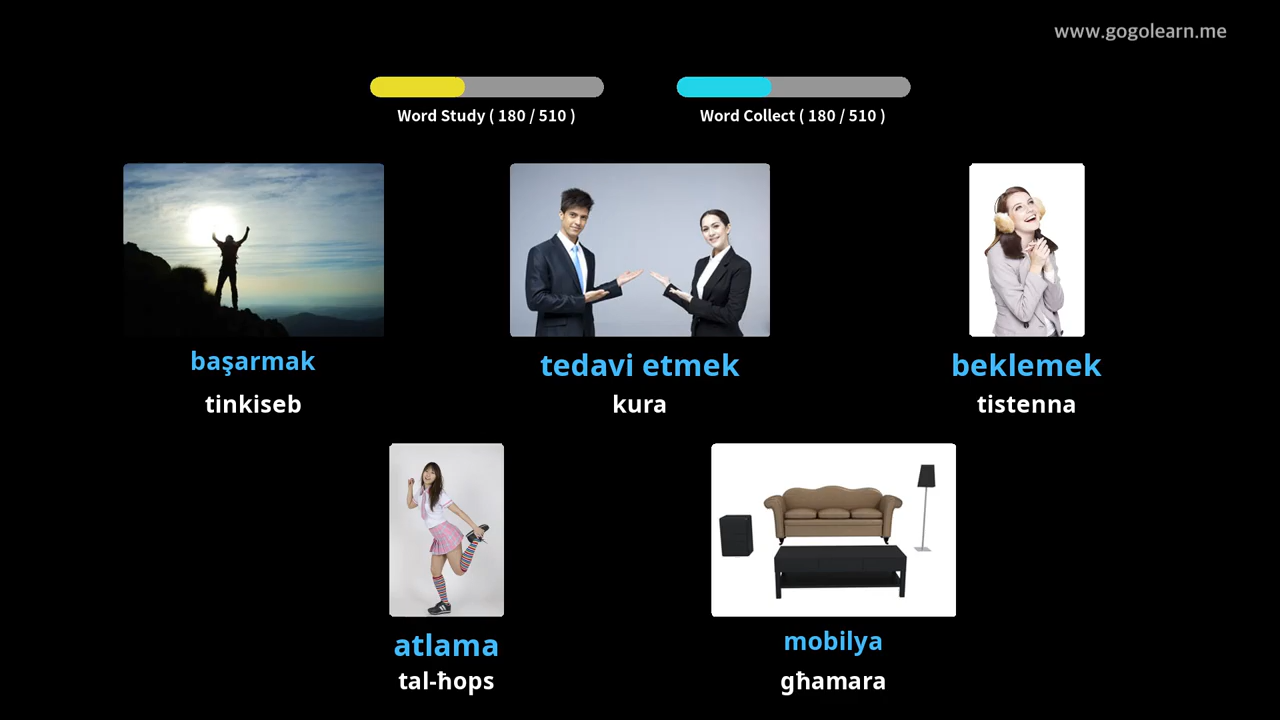 www.gogolearn.me
Word Study ( 180 / 510 )
Word Collect ( 180 / 510 )
başarmak
tinkiseb
tedavi etmek
kura
beklemek
tistenna
atlama
tal-ħops
mobilya
għamara